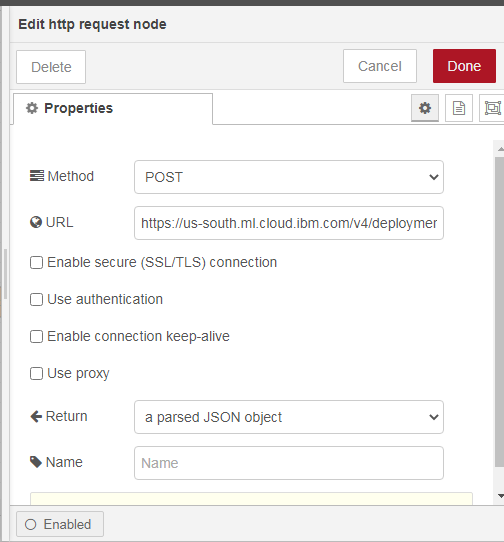 Edit http request node
Delete
Cancel
Done
Properties
Method
POST
URL
https://us-south.ml.cloud.ibm.com/v4/deploymer
Enable secure (SSL/TLS) connection
Use authentication
Enable connection keep-alive
Use proxy
Return
a parsed JSON object
Name
Name
Enabled